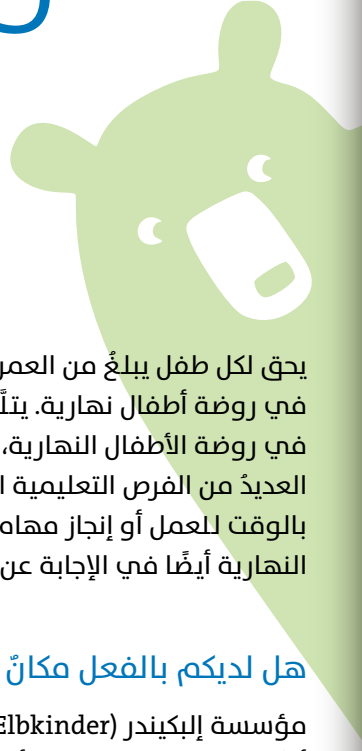 يحق لكل طفل يبلغُ من العمر
في روضة أطفال نهارية.
في روضة الأطفال النهارية،
العديدُ من الفرص التعليمية
بالوقت للعمل أو إنجاز مهام
النهارية أيضًا في الإجابة عن
هل لديكم بالفعل مكانٌ
مؤسسة إلبكيندر (Elbkinder